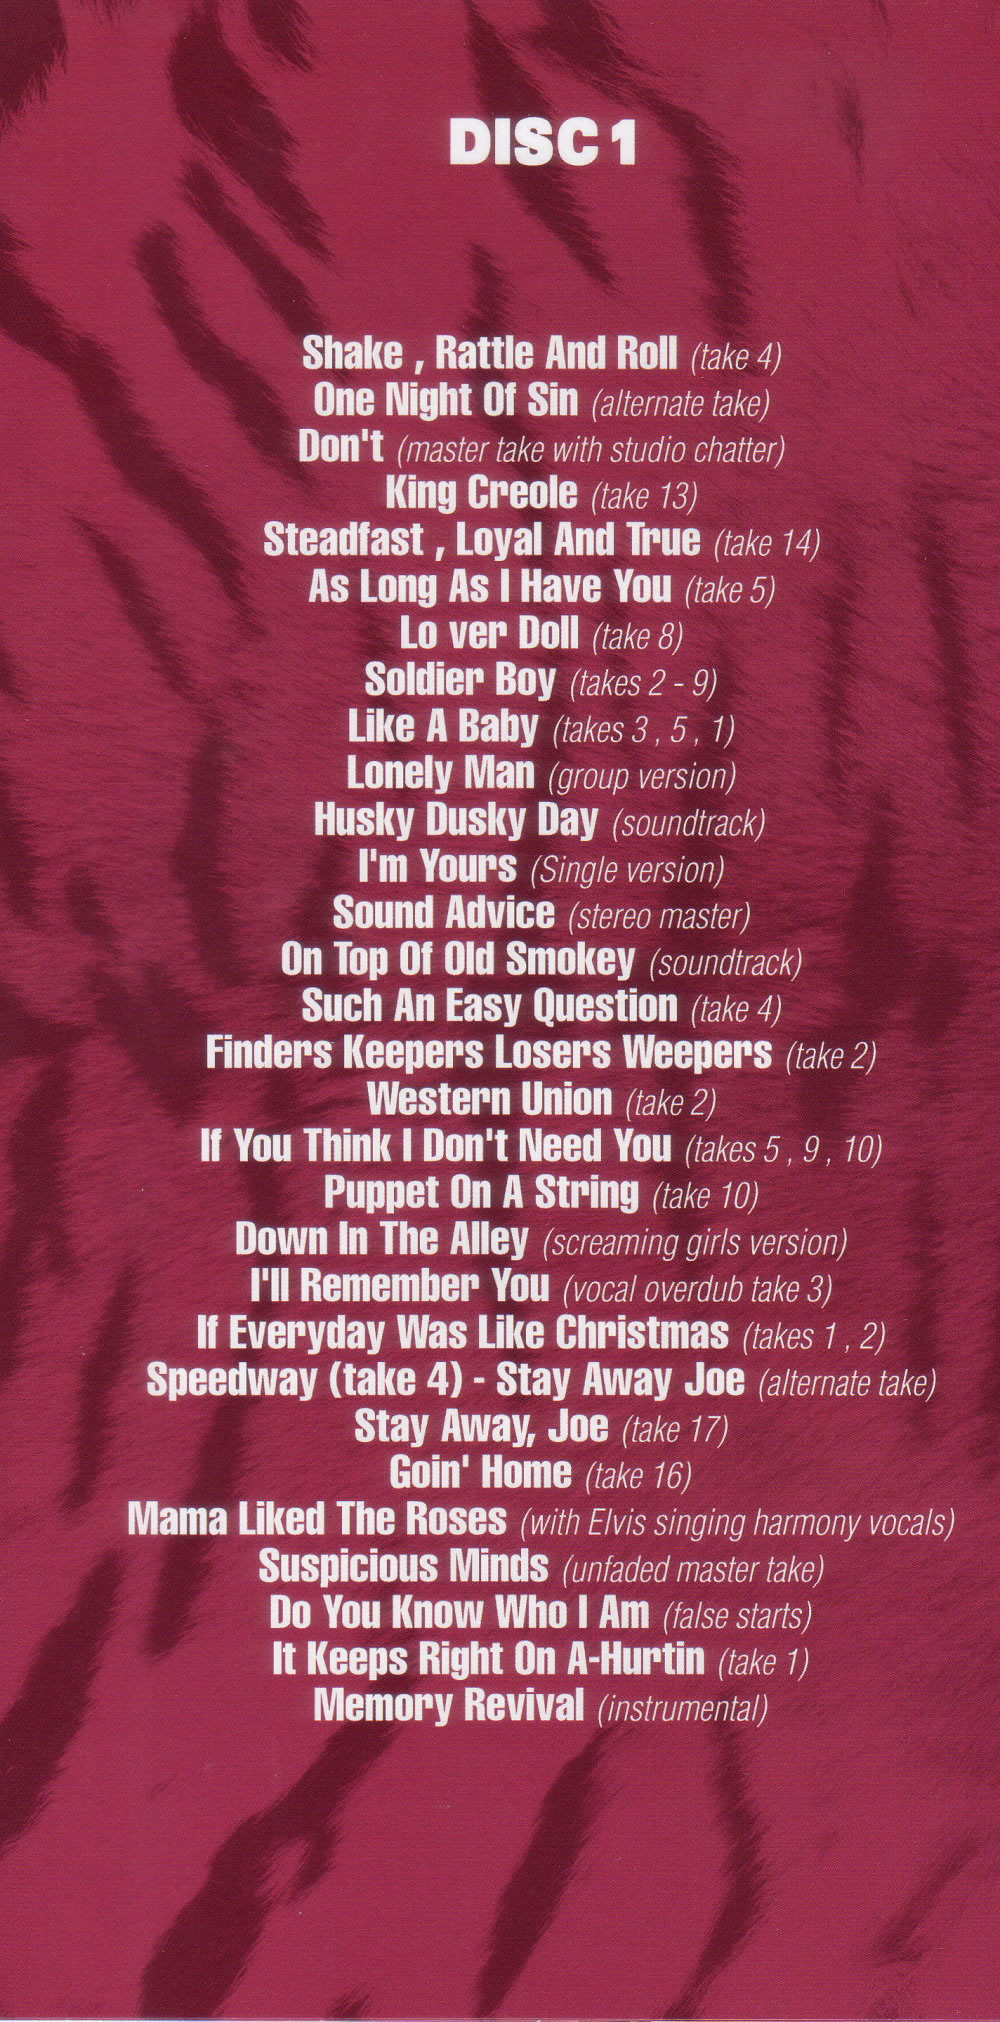 DISC 1
Shake , Rattle And Roll (take 4)
One Night Of Sin (alternate take)
Don't (master take with studio chatter)
King Creole (take 13)
Steadfast , Loyal And True (take 14)
As Long As I Have You (take 5)
Lo ver Doll (take 8)
Soldier Boy (takes 2 - 9)
Like A Baby (takes 3 , 5 , 1)
Lonely Man (group version)
Husky Dusky Day (soundtrack)
I'm Yours (Single version)
Sound Advice (stereo master)
On Top Of Old Smokey (soundtrack)
Such An Easy Question (take 4)
Finders Keepers Losers Weepers (take 2)
Western Union (take 2)
If You Think I Don't Need You (takes 5 , 9 , 10)
Puppet On A String (take 10)
Down In The Alley (screaming girls version)
I'll Remember You (vocal overdub take 3)
If Everyday Was Like Christmas (takes 1 , 2)
Speedway (take 4) - Stay Away Joe (alternate take)
Stay Away, Joe (take 17)
Goin' Home (take 16)
Mama Liked The Roses (with Elvis singing harmony vocals)
Suspicious Minds (unfaded master take)
Do You Know Who I Am (false starts)
It Keeps Right On A-Hurtin (take 1)
Memory Revival (instrumental)